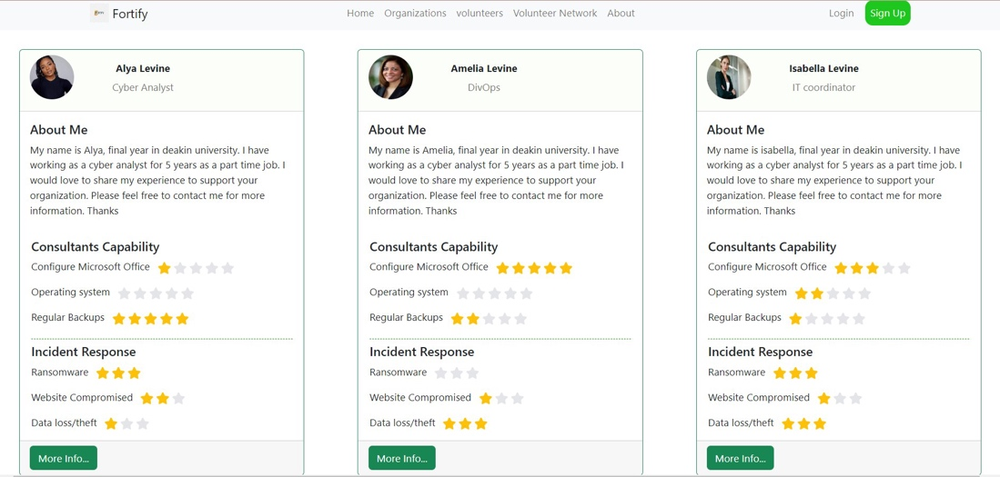 Fortify
Home Organizations volunteers Volunteer Network About
Login Sign Up
Alya Levine
Cyber Analyst
About Me
My name is Alya, final year in deakin university. I have
working as a cyber analyst for 5 years as a part time job. I
would love to share my experience to support your
organization. Please feel free to contact me for more
information. Thanks
Consultants Capability
Configure Microsoft Office
Operating system
Regular Backups
Incident Response
Ransomware
Website Compromised
Data loss/theft
More Info...
Amelia Levine
DivOps
About Me
My name is Amelia, final year in deakin university. I have
working as a cyber analyst for 5 years as a part time job. I
would love to share my experience to support your
organization. Please feel free to contact me for more
information. Thanks
Consultants Capability
Configure Microsoft Office
Operating system
Regular Backups
Incident Response
Ransomware
Website Compromised
Data loss/theft
More Info...
Isabella Levine
IT coordinator
About Me
My name is isabella, final year in deakin university. I have
working as a cyber analyst for 5 years as a part time job. I
would love to share my experience to support your
organization. Please feel free to contact me for more
information. Thanks
Consultants Capability
Configure Microsoft Office
Operating system
Regular Backups
Incident Response
Ransomware
Website Compromised
Data loss/theft
More Info...